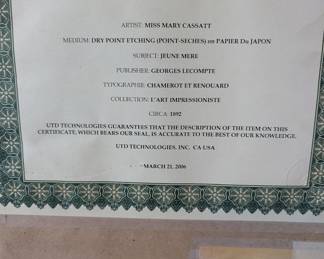 ARTIST: MISS MARY CASSATT
MEDIUM: DRY POINT ETCHING (POINT-SECHES) on PAPIER Du JAPON
SUBJECT: JEUNE MERE
PUBLISHER: GEORGES LECOMPTE
TYPOGRAPHIE: CHAMEROT ET RENOUARD
COLLECTION: L'ART IMPRESSIONISTE
CIRCA: 1892
UTD TECHNOLOGIES GUARANTEES THAT THE DESCRIPTION OF THE ITEM ON THIS
CERTIFICATE, WHICH BEARS OUR SEAL, IS ACCURATE TO THE BEST OF OUR KNOWLEDGE.
UTD TECHNOLOGIES, INC. CA USA
MARCH 21, 2006